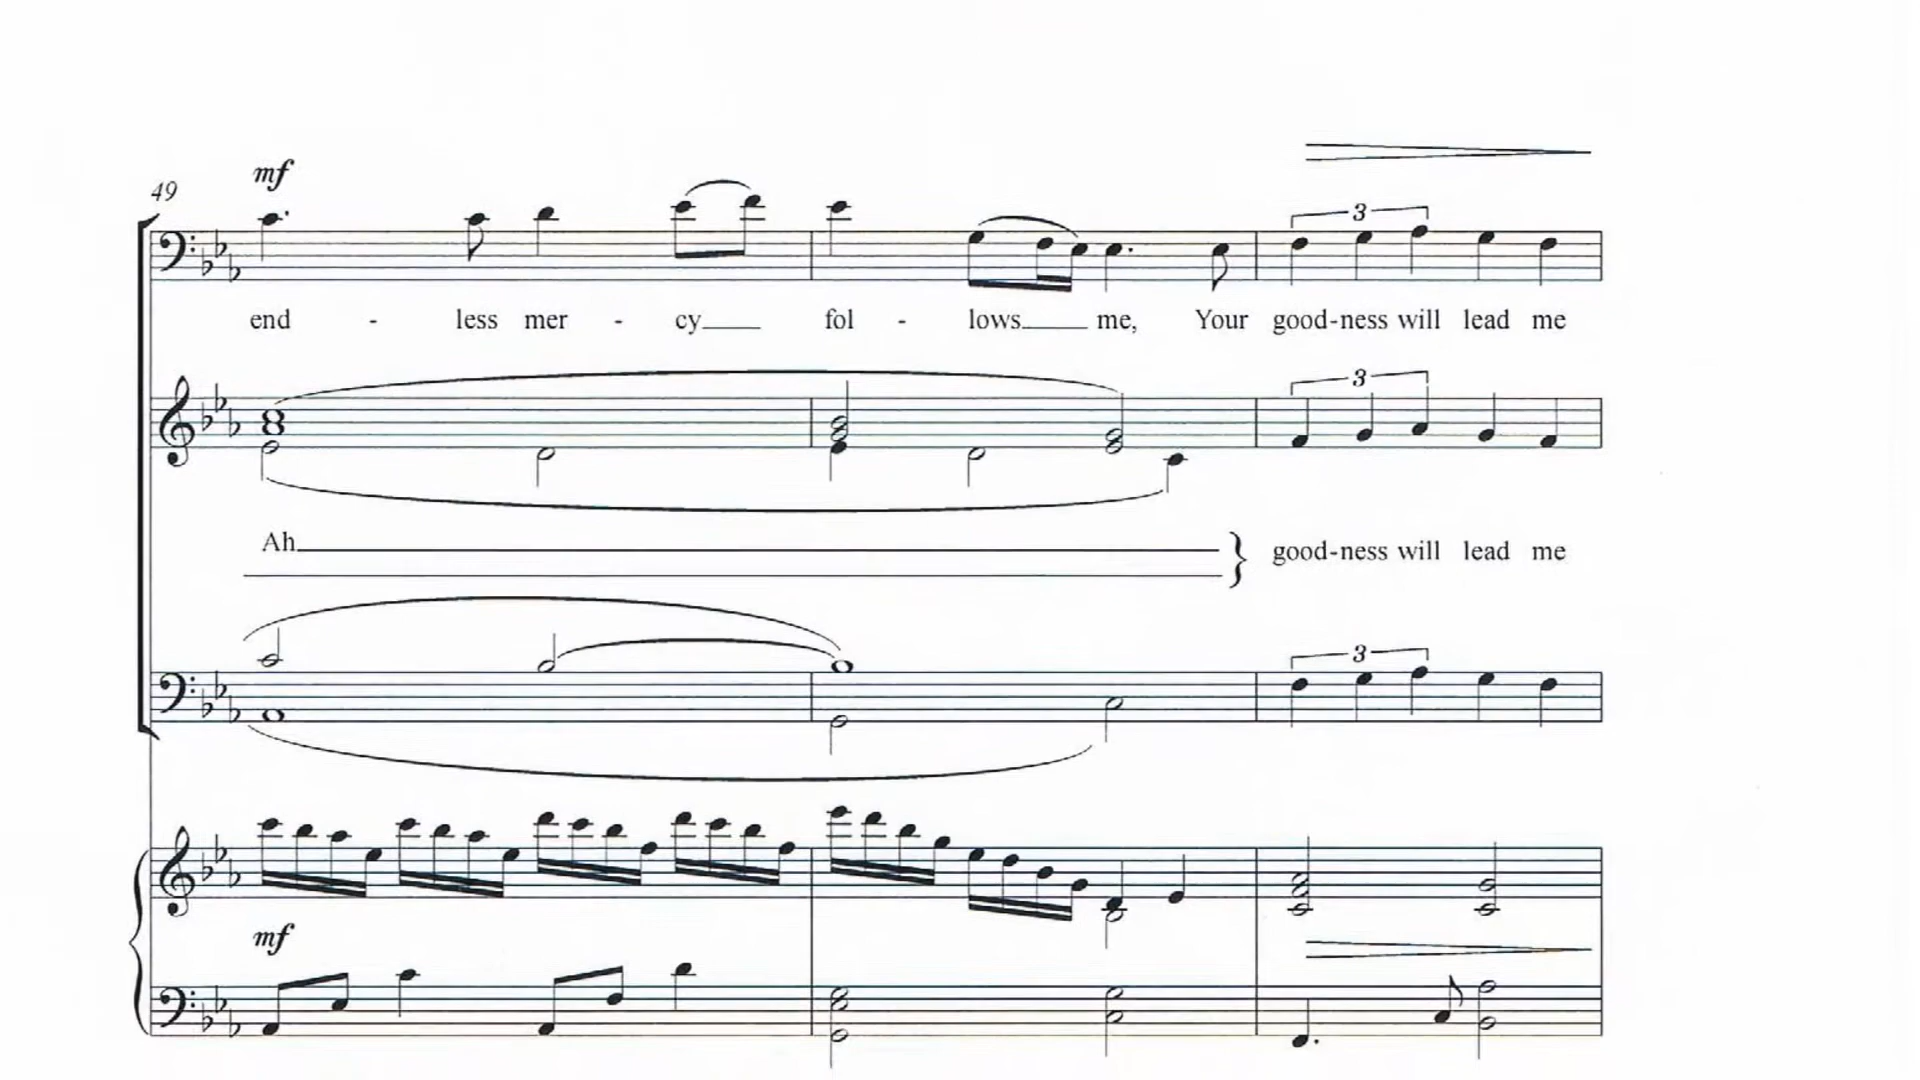 mf
49
3
end - less mer - cy fol - lows me, Your good-ness will lead me
3
Ah good-ness will lead me
3
mf